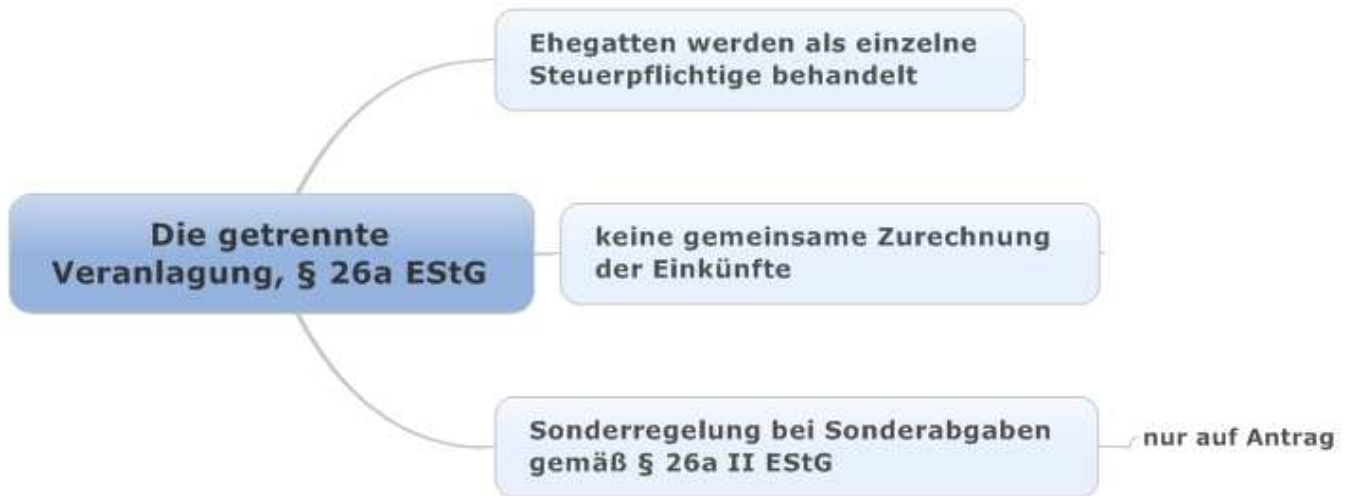 Ehegatten werden als einzelne
Steuerpflichtige behandelt
Die getrennte
Veranlagung, § 26a EStG
keine gemeinsame Zurechnung
der Einkünfte
Sonderregelung bei Sonderabgaben
gemäß § 26a II EStG
nur auf Antrag